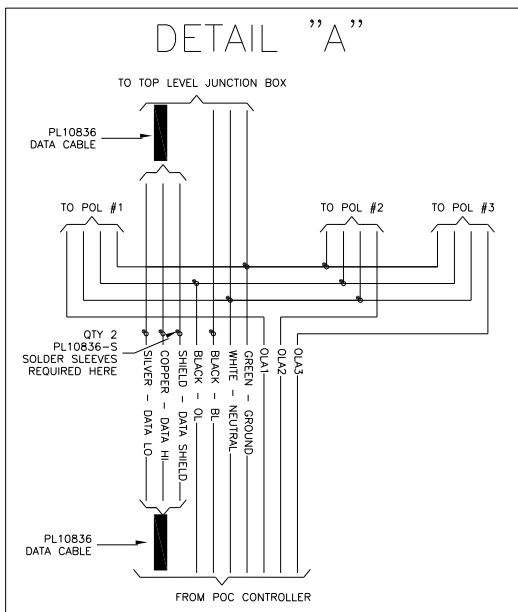 DETAIL "A"
TO TOP LEVEL JUNCTION BOX
PL10836
DATA CABLE
TO POL #1
TO POL #2
TO POL #3
QTY 2
PL10836-S
SOLDER SLEEVES
REQUIRED HERE
SILVER - DATA LO
COPPER - DATA HI
SHIELD - DATA SHIELD
BLACK - OL
BLACK - BL
WHITE - NEUTRAL
GREEN - GROUND
OLA1
OLA2
OLA3
PL10836
DATA CABLE
FROM POC CONTROLLER